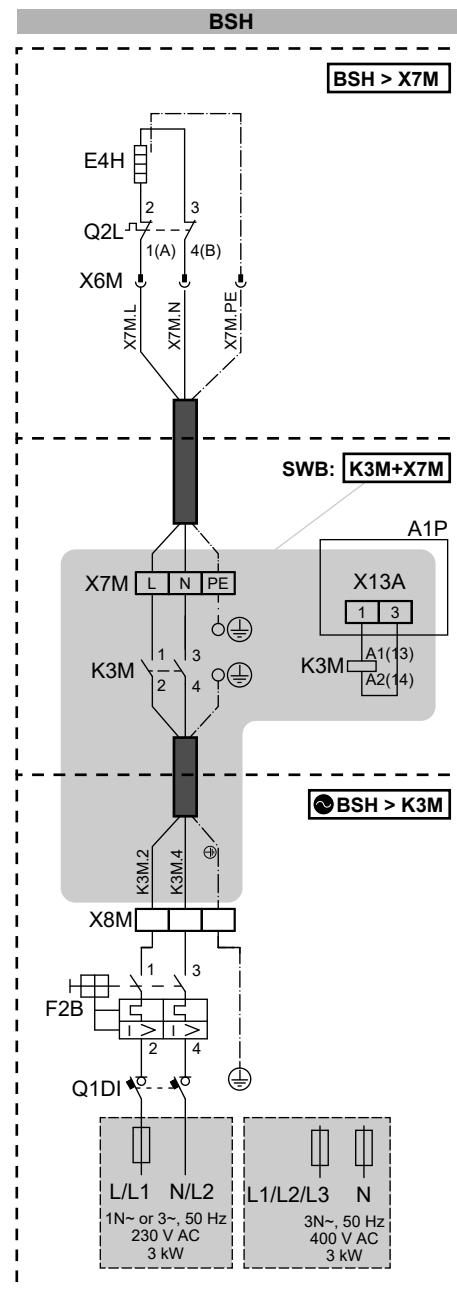 BSH
BSH > X7M
E4H
2 3
Q2L
1(A) 4(B)
X6M
X7M.L X7M.N X7M.PE
SWB: K3M+X7M
A1P
X7M L N PE
X13A
1 3
K3M 1 3
2 4
K3M A1(13)
A2(14)
BSH > K3M
K3M.2 K3M.4
X8M
1 3
F2B
I > I >
2 4
Q1DI
L/L1 N/L2
1N~ or 3~, 50 Hz
230 V AC
3 kW
L1/L2/L3 N
3N~, 50 Hz
400 V AC
3 kW